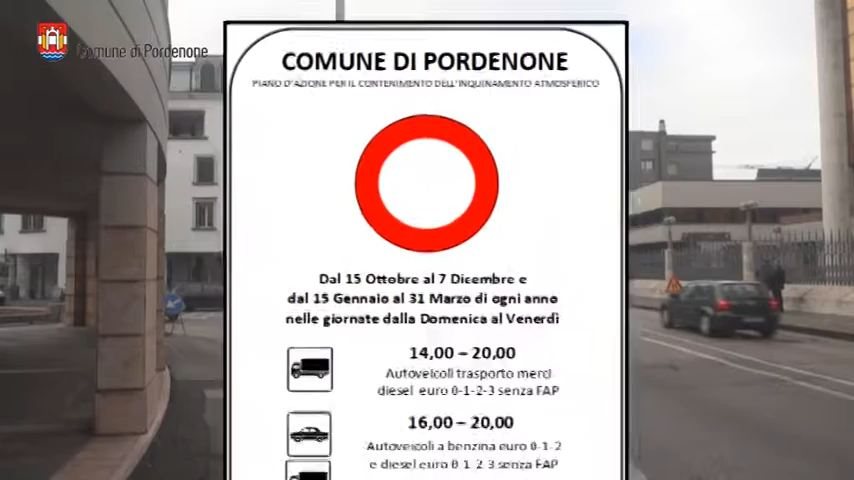 Comune di Pordenone
COMUNE DI PORDENONE
PIANO D'AZIONE PER IL CONTENIMENTO DELL'INQUINAMENTO ATMOSFERICO
Dal 15 Ottobre al 7 Dicembre e
dal 15 Gennaio al 31 Marzo di ogni anno
nelle giornate dalla Domenica al Venerdì
14,00 – 20,00
Autoveicoli trasporto merci
diesel euro 0-1-2-3 senza FAP
16,00 – 20,00
Autoveicoli a benzina euro 0-1-2
e diesel euro 0-1-2-3 senza FAP